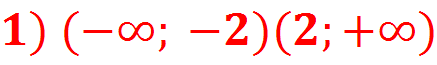 1) (−∞; −2)(2; +∞)